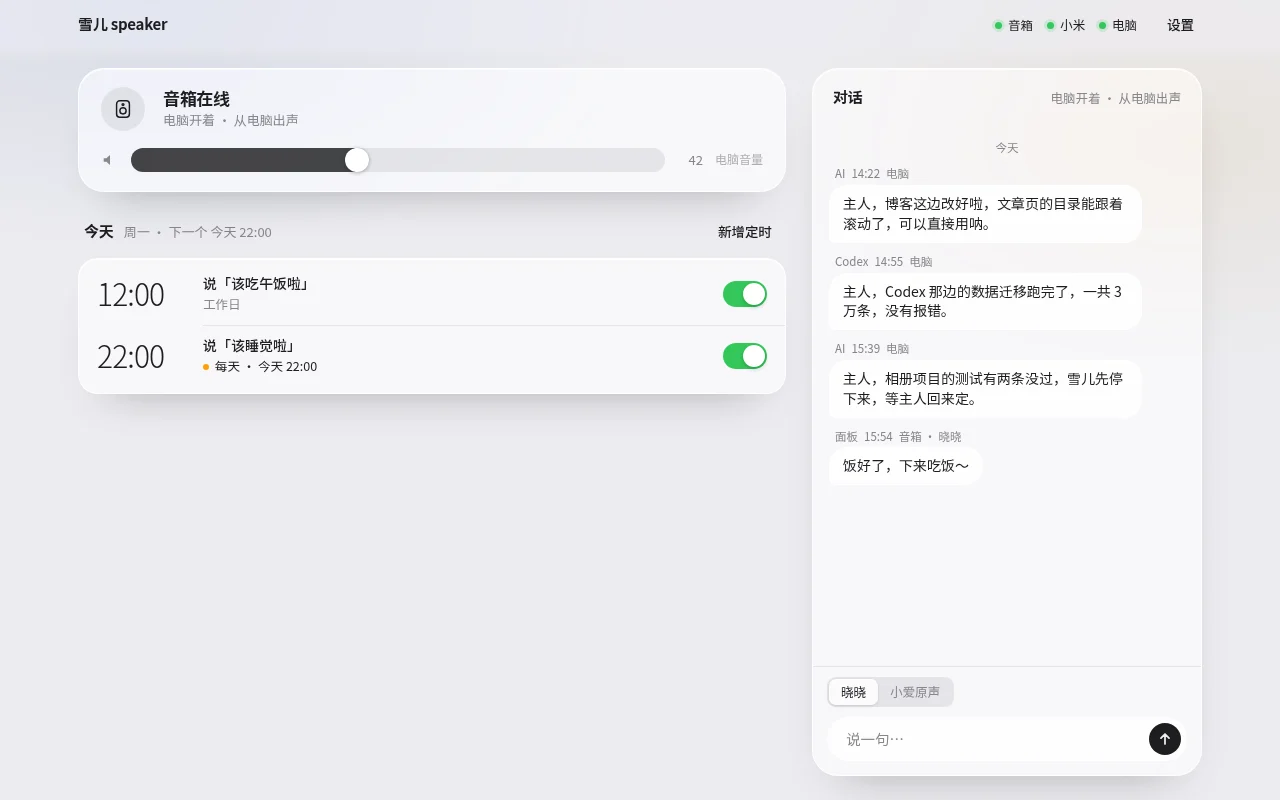 雪儿 speaker
音箱 小米 电脑 设置
音箱在线
电脑开着 · 从电脑出声
42 电脑音量
今天 周一 · 下一个 今天 22:00 新增定时
12:00
说「该吃午饭啦」
工作日
22:00
说「该睡觉啦」
每天 · 今天 22:00
对话 电脑开着 · 从电脑出声
今天
AI 14:22 电脑
主人，博客这边改好啦，文章页的目录能跟着
滚动了，可以直接用呐。
Codex 14:55 电脑
主人，Codex 那边的数据迁移跑完了，一共 3
万条，没有报错。
AI 15:39 电脑
主人，相册项目的测试有两条没过，雪儿先停
下来，等主人回来定。
面板 15:54 音箱 · 晓晓
饭好了，下来吃饭～
晓晓 小爱原声
说一句…